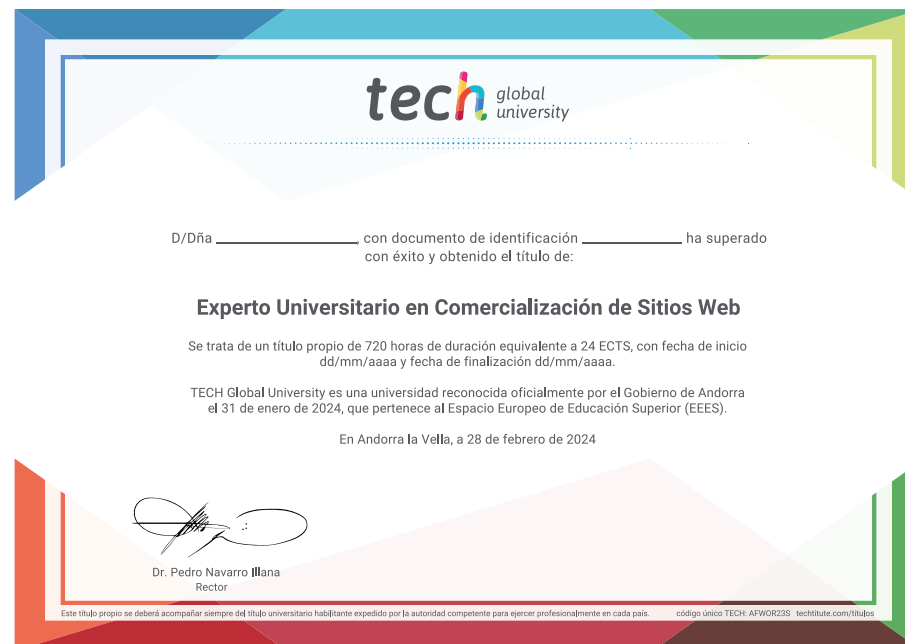 tech global
university
D/Dña ____________________, con documento de identificación ______________ ha superado
con éxito y obtenido el título de:
Experto Universitario en Comercialización de Sitios Web
Se trata de un título propio de 720 horas de duración equivalente a 24 ECTS, con fecha de inicio
dd/mm/aaaa y fecha de finalización dd/mm/aaaa.
TECH Global University es una universidad reconocida oficialmente por el Gobierno de Andorra
el 31 de enero de 2024, que pertenece al Espacio Europeo de Educación Superior (EEES).
En Andorra la Vella, a 28 de febrero de 2024
Dr. Pedro Navarro Illana
Rector
Este título propio se deberá acompañar siempre del título universitario habilitante expedido por la autoridad competente para ejercer profesionalmente en cada país. código único TECH: AFWOR23S techtitute.com/titulos